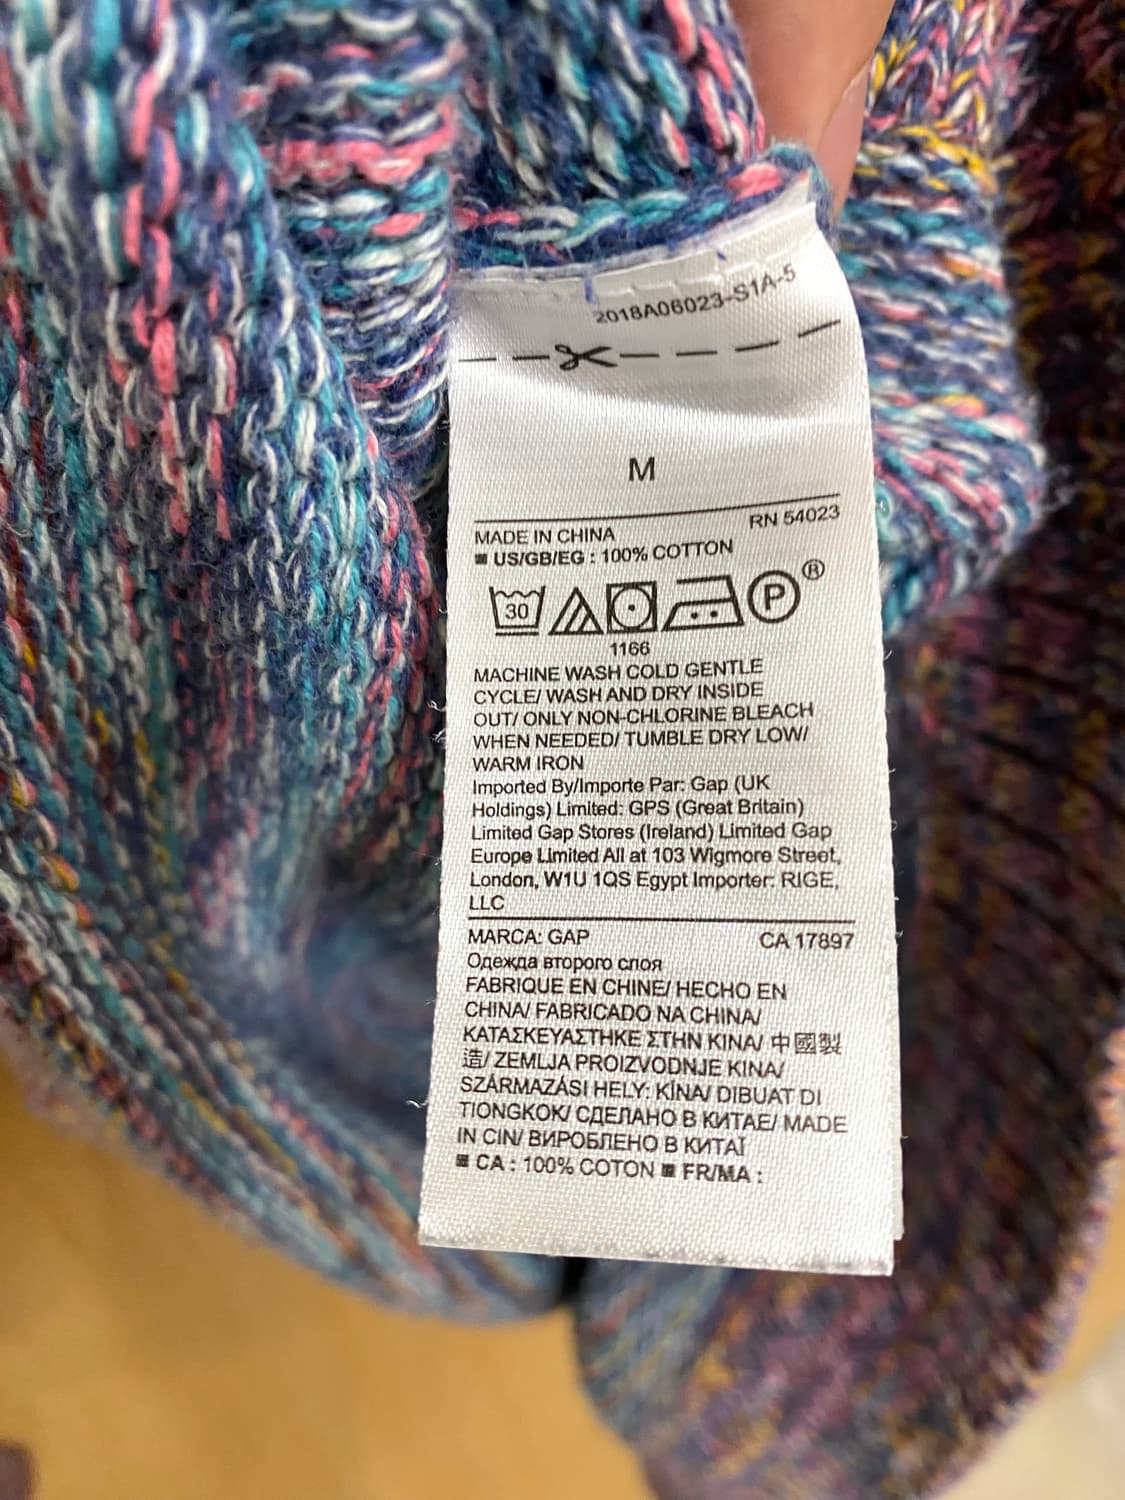 2018A06023-S1A-5
M
RN 54023
MADE IN CHINA
■ US/GB/EG : 100% COTTON
30 P ®
1166
MACHINE WASH COLD GENTLE
CYCLE/ WASH AND DRY INSIDE
OUT/ ONLY NON-CHLORINE BLEACH
WHEN NEEDED/ TUMBLE DRY LOW/
WARM IRON
Imported By/Importe Par: Gap (UK
Holdings) Limited: GPS (Great Britain)
Limited Gap Stores (Ireland) Limited Gap
Europe Limited All at 103 Wigmore Street,
London, W1U 1QS Egypt Importer: RIGE,
LLC
MARCA: GAP CA 17897
Одежда второго слоя
FABRIQUE EN CHINE/ HECHO EN
CHINA/ FABRICADO NA CHINA/
ΚΑΤΑΣΚΕΥΑΣΤΗΚΕ ΣΤΗΝ ΚΙΝΑ/ 中國製
造/ ZEMLJA PROIZVODNJE KINA/
SZÁRMAZÁSI HELY: KÍNA/ DIBUAT DI
TIONGKOK/ СДЕЛАНО В КИТАЕ/ MADE
IN CIN/ ВИРОБЛЕНО В КИТАЇ
■ CA : 100% COTON ■ FR/MA :